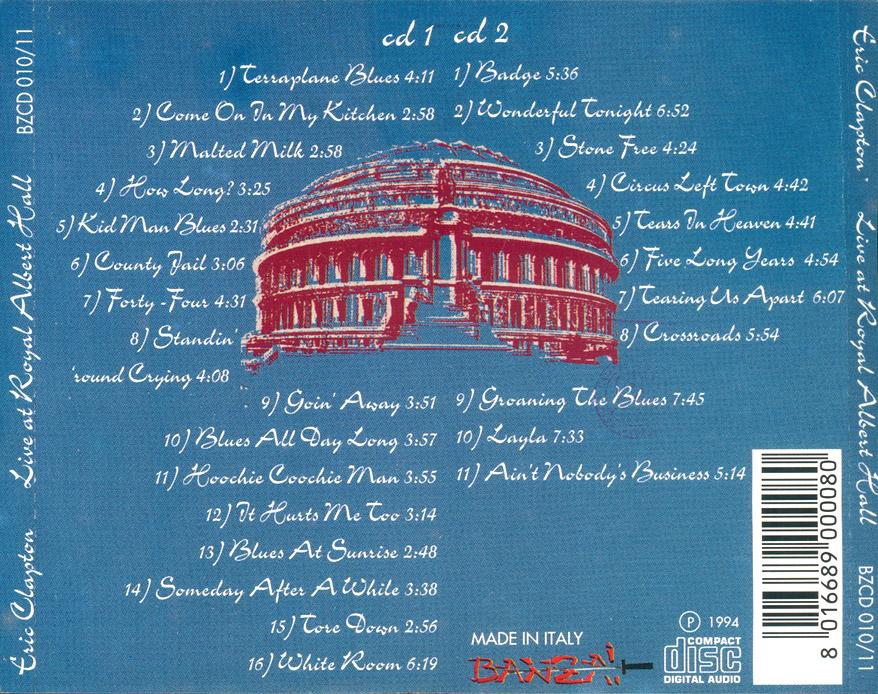 cd 1
1) Terraplane Blues 4:11
2) Come On In My Kitchen 2:58
3) Malted Milk 2:58
4) How Long? 3:25
5) Kid Man Blues 2:31
6) County Jail 3:06
7) Forty-Four 4:31
8) Standin'
'round Crying 4:08
9) Goin' Away 3:51
10) Blues All Day Long 3:57
11) Hoochie Coochie Man 3:55
12) It Hurts Me Too 3:14
13) Blues At Sunrise 2:48
14) Someday After A While 3:38
15) Tore Down 2:56
16) White Room 6:19
cd 2
1) Badge 5:36
2) Wonderful Tonight 6:52
3) Stone Free 4:24
4) Circus Left Town 4:42
5) Tears In Heaven 4:41
6) Five Long Years 4:54
7) Tearing Us Apart 6:07
8) Crossroads 5:54
9) Groaning The Blues 7:45
10) Layla 7:33
11) Ain't Nobody's Business 5:14
MADE IN ITALY
BANZAI
Ⓟ 1994
COMPACT
disc
DIGITAL AUDIO
8 016689 000080
Eric Clapton Live at Royal Albert Hall BZCD 010/11
Eric Clapton Live at Royal Albert Hall BZCD 010/11